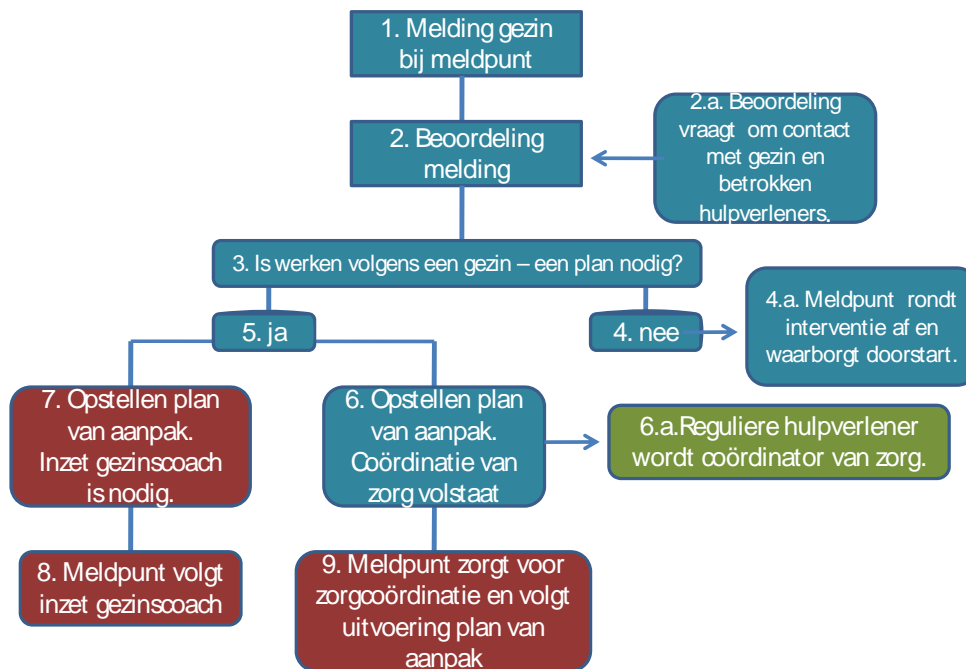 1. Melding gezin
bij meldpunt
2.a. Beoordeling
vraagt om contact
met gezin en
betrokken
hulpverleners.
2. Beoordeling
melding
3. Is werken volgens een gezin – een plan nodig?
4.a. Meldpunt rondt
interventie af en
waarborgt doorstart.
5. ja
4. nee
7. Opstellen plan
van aanpak.
Inzet gezinscoach
is nodig.
6. Opstellen plan
van aanpak.
Coördinatie van
zorg volstaat
6.a.Reguliere hulpverlener
wordt coördinator van zorg.
8. Meldpunt volgt
inzet gezinscoach
9. Meldpunt zorgt voor
zorgcoördinatie en volgt
uitvoering plan van
aanpak